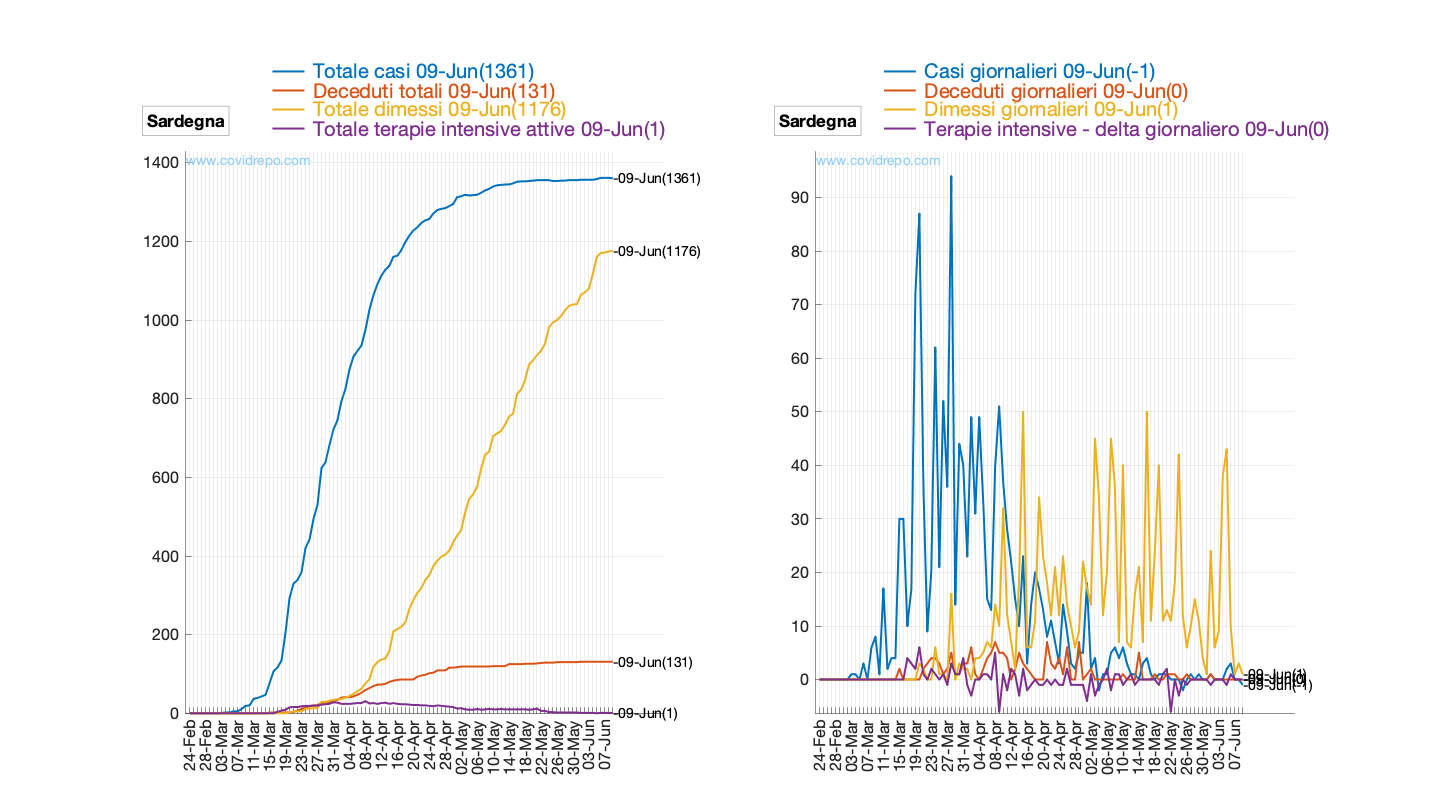 Totale casi 09-Jun(1361)
Deceduti totali 09-Jun(131)
Totale dimessi 09-Jun(1176)
Totale terapie intensive attive 09-Jun(1)
Sardegna
www.covidrepo.com
1400
1200
1000
800
600
400
200
0
09-Jun(1361)
09-Jun(1176)
09-Jun(131)
09-Jun(1)
24-Feb
28-Feb
03-Mar
07-Mar
11-Mar
15-Mar
19-Mar
23-Mar
27-Mar
31-Mar
04-Apr
08-Apr
12-Apr
16-Apr
20-Apr
24-Apr
28-Apr
02-May
06-May
10-May
14-May
18-May
22-May
26-May
30-May
03-Jun
07-Jun
Casi giornalieri 09-Jun(-1)
Deceduti giornalieri 09-Jun(0)
Dimessi giornalieri 09-Jun(1)
Terapie intensive - delta giornaliero 09-Jun(0)
Sardegna
www.covidrepo.com
90
80
70
60
50
40
30
20
10
0
09-Jun(1)
09-Jun(-1)
24-Feb
28-Feb
03-Mar
07-Mar
11-Mar
15-Mar
19-Mar
23-Mar
27-Mar
31-Mar
04-Apr
08-Apr
12-Apr
16-Apr
20-Apr
24-Apr
28-Apr
02-May
06-May
10-May
14-May
18-May
22-May
26-May
30-May
03-Jun
07-Jun